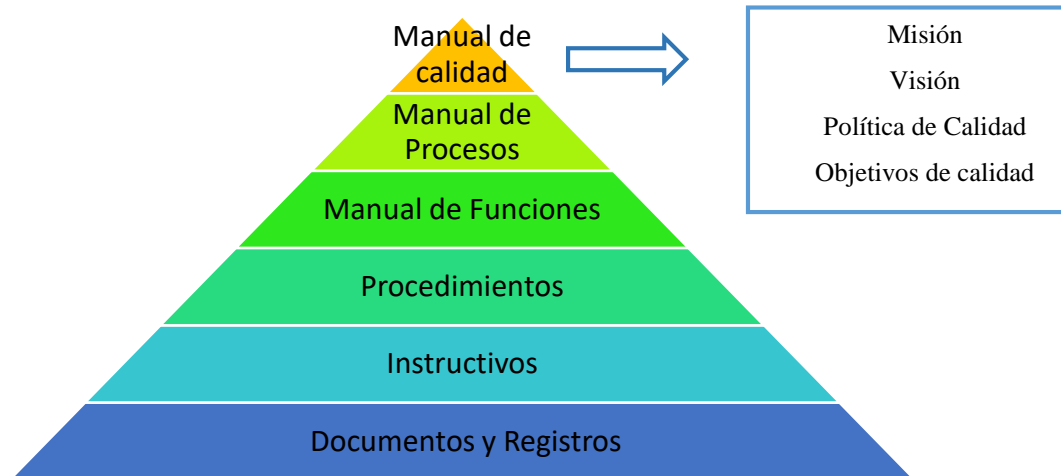 Manual de
calidad
Manual de
Procesos
Manual de Funciones
Procedimientos
Instructivos
Documentos y Registros
Misión
Visión
Política de Calidad
Objetivos de calidad